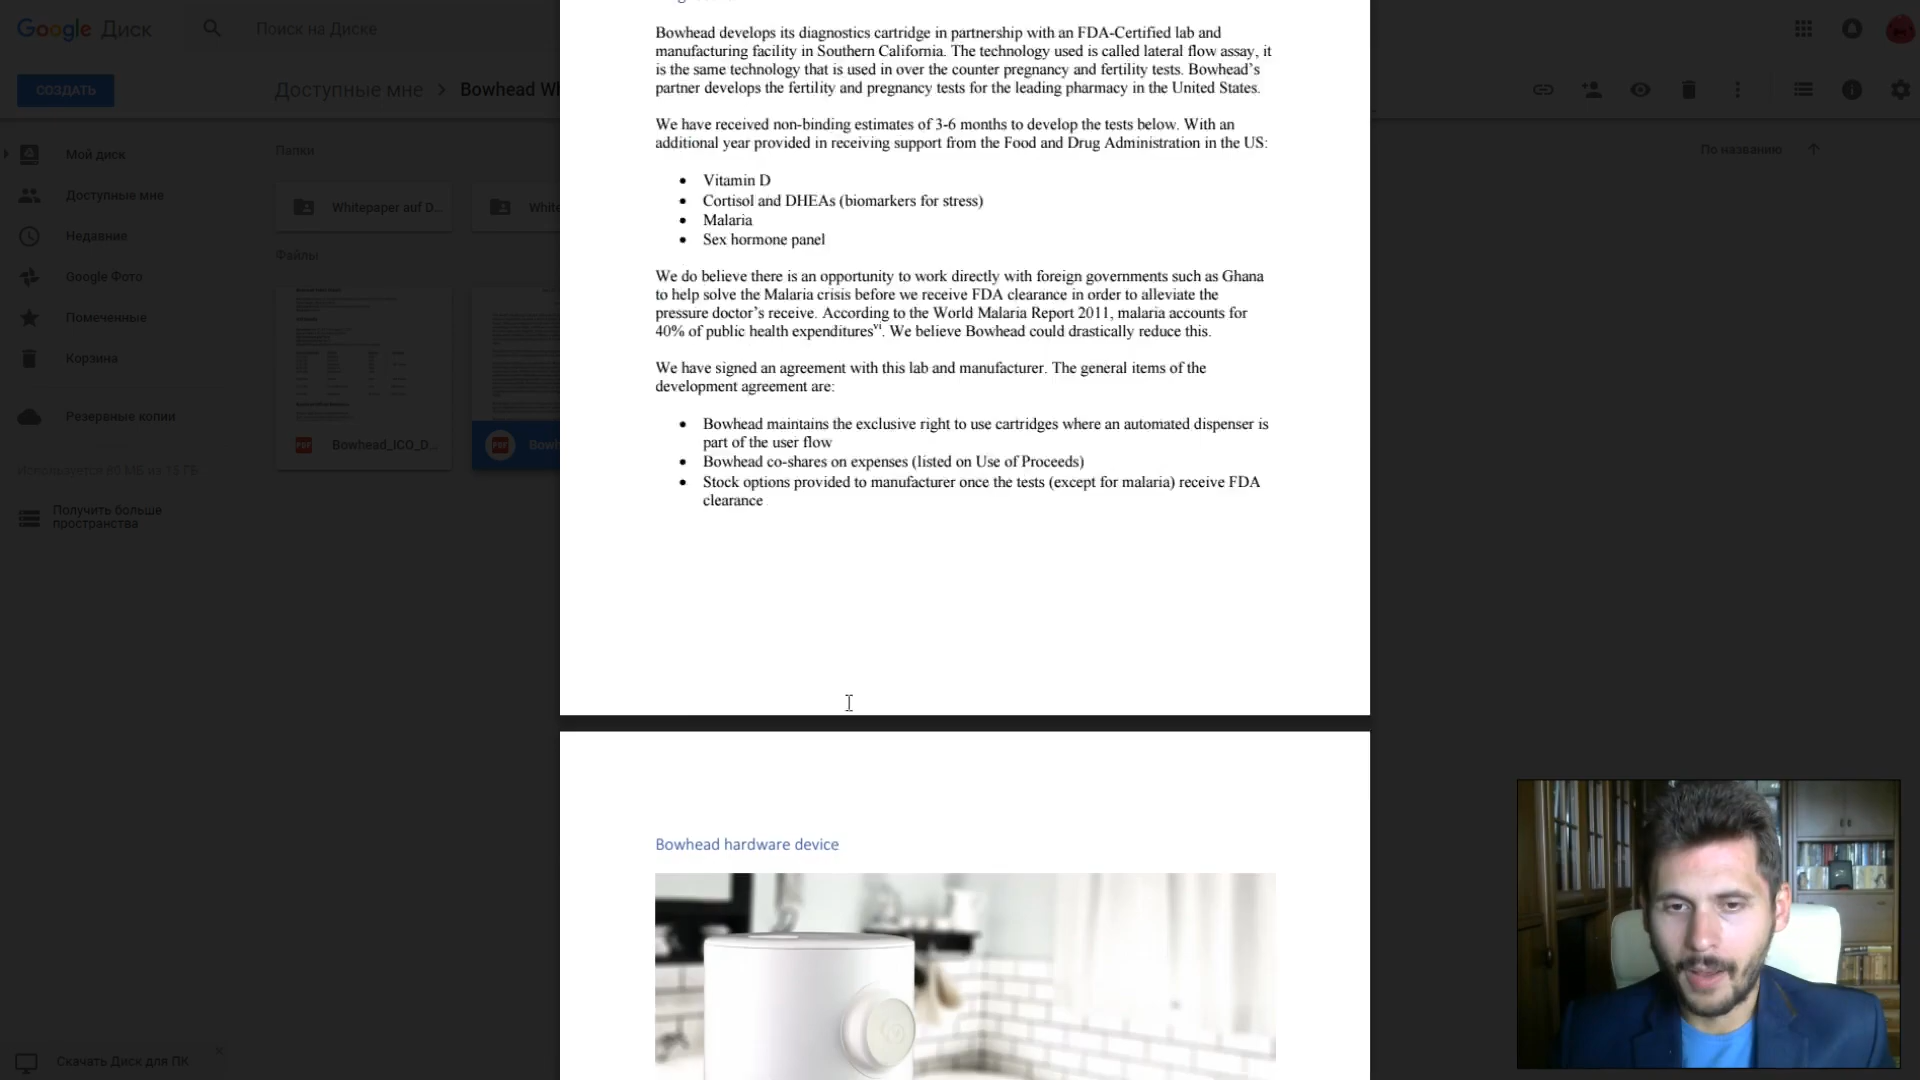 Google Диск
Поиск на Диске
СОЗДАТЬ
Доступные мне
Bowhead
Мой диск
Доступные мне
Недавние
Google Фото
Помеченные
Корзина
Резервные копии
Используется 80 МБ из 15 ГБ
Получить больше
пространства
Скачать Диск для ПК
Папки
Whitepaper auf D...
Файлы
PDF
Bowhead_ICO_D...
PDF
По названию
Bowhead develops its diagnostics cartridge in partnership with an FDA-Certified lab and
manufacturing facility in Southern California. The technology used is called lateral flow assay, it
is the same technology that is used in over the counter pregnancy and fertility tests. Bowhead’s
partner develops the fertility and pregnancy tests for the leading pharmacy in the United States.
We have received non-binding estimates of 3-6 months to develop the tests below. With an
additional year provided in receiving support from the Food and Drug Administration in the US:
• Vitamin D
• Cortisol and DHEAs (biomarkers for stress)
• Malaria
• Sex hormone panel
We do believe there is an opportunity to work directly with foreign governments such as Ghana
to help solve the Malaria crisis before we receive FDA clearance in order to alleviate the
pressure doctor’s receive. According to the World Malaria Report 2011, malaria accounts for
40% of public health expenditures^vi. We believe Bowhead could drastically reduce this.
We have signed an agreement with this lab and manufacturer. The general items of the
development agreement are:
• Bowhead maintains the exclusive right to use cartridges where an automated dispenser is
part of the user flow
• Bowhead co-shares on expenses (listed on Use of Proceeds)
• Stock options provided to manufacturer once the tests (except for malaria) receive FDA
clearance
Bowhead hardware device